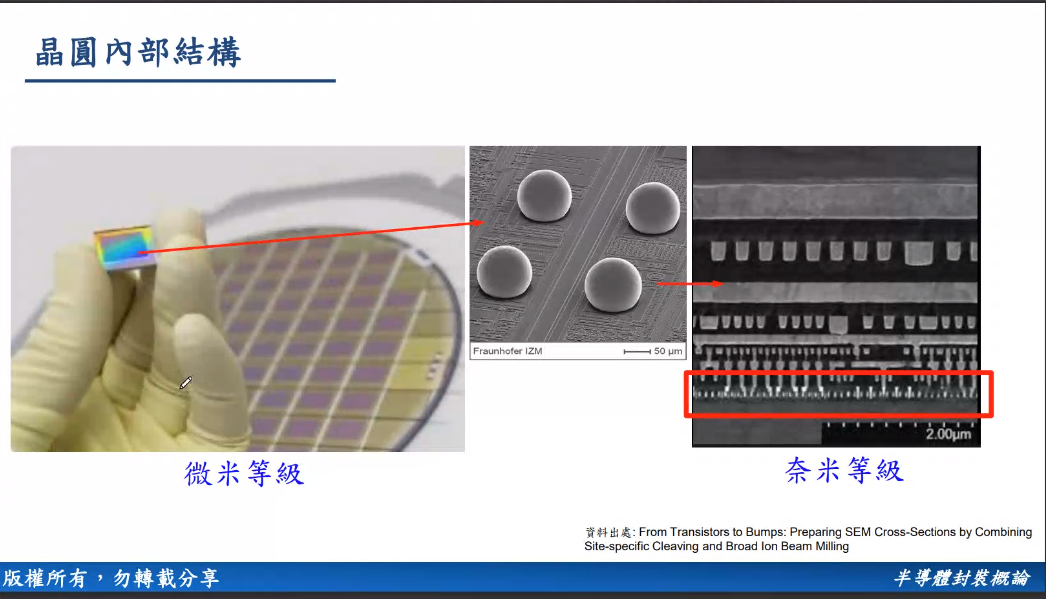 晶圓內部結構
Fraunhofer IZM
50 µm
2.00µm
微米等級
奈米等級
資料出處: From Transistors to Bumps: Preparing SEM Cross-Sections by Combining
Site-specific Cleaving and Broad Ion Beam Milling
版權所有，勿轉載分享
半導體封裝概論